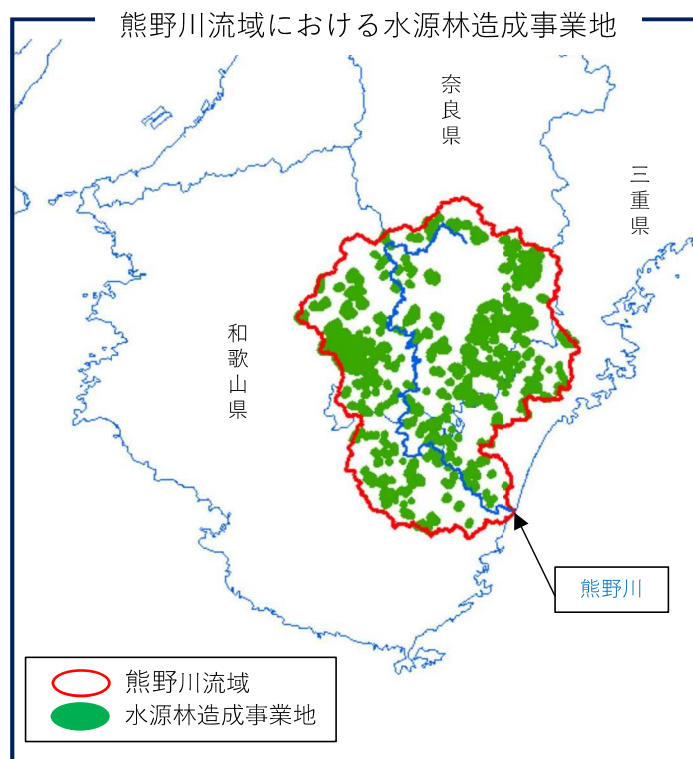 熊野川流域における水源林造成事業地
奈良県
三重県
和歌山県
熊野川
熊野川流域
水源林造成事業地